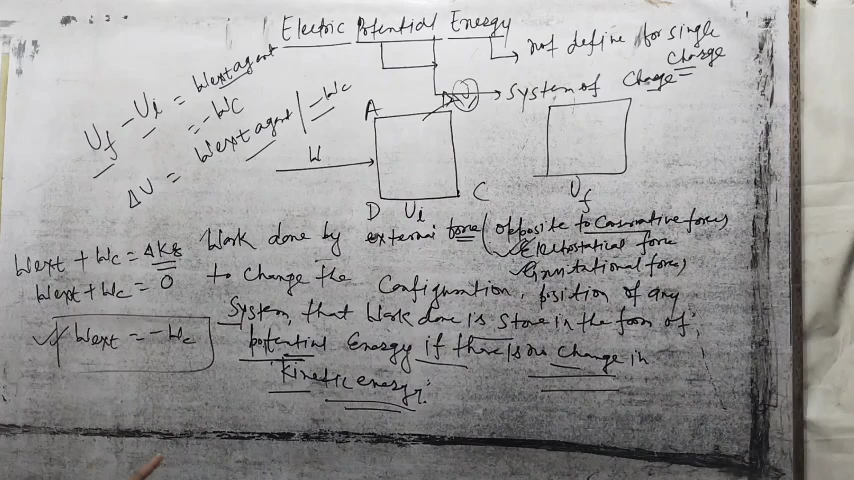 Electric Potential Energy
not define for single charge
System of Charge
Uf - Ui = Wext agent
= -Wc
ΔU = Wext agent | -Wc
W
A
D
C
Ui
Uf
Wext + Wc = ΔKE
Wext + Wc = 0
Wext = -Wc
Work done by external force (opposite to conservative forces
Electrostatical force
Gravitational forces
to change the Configuration, position of any
System, that Work done is store in the form of
potential Energy if there is no change in
kinetic energy.